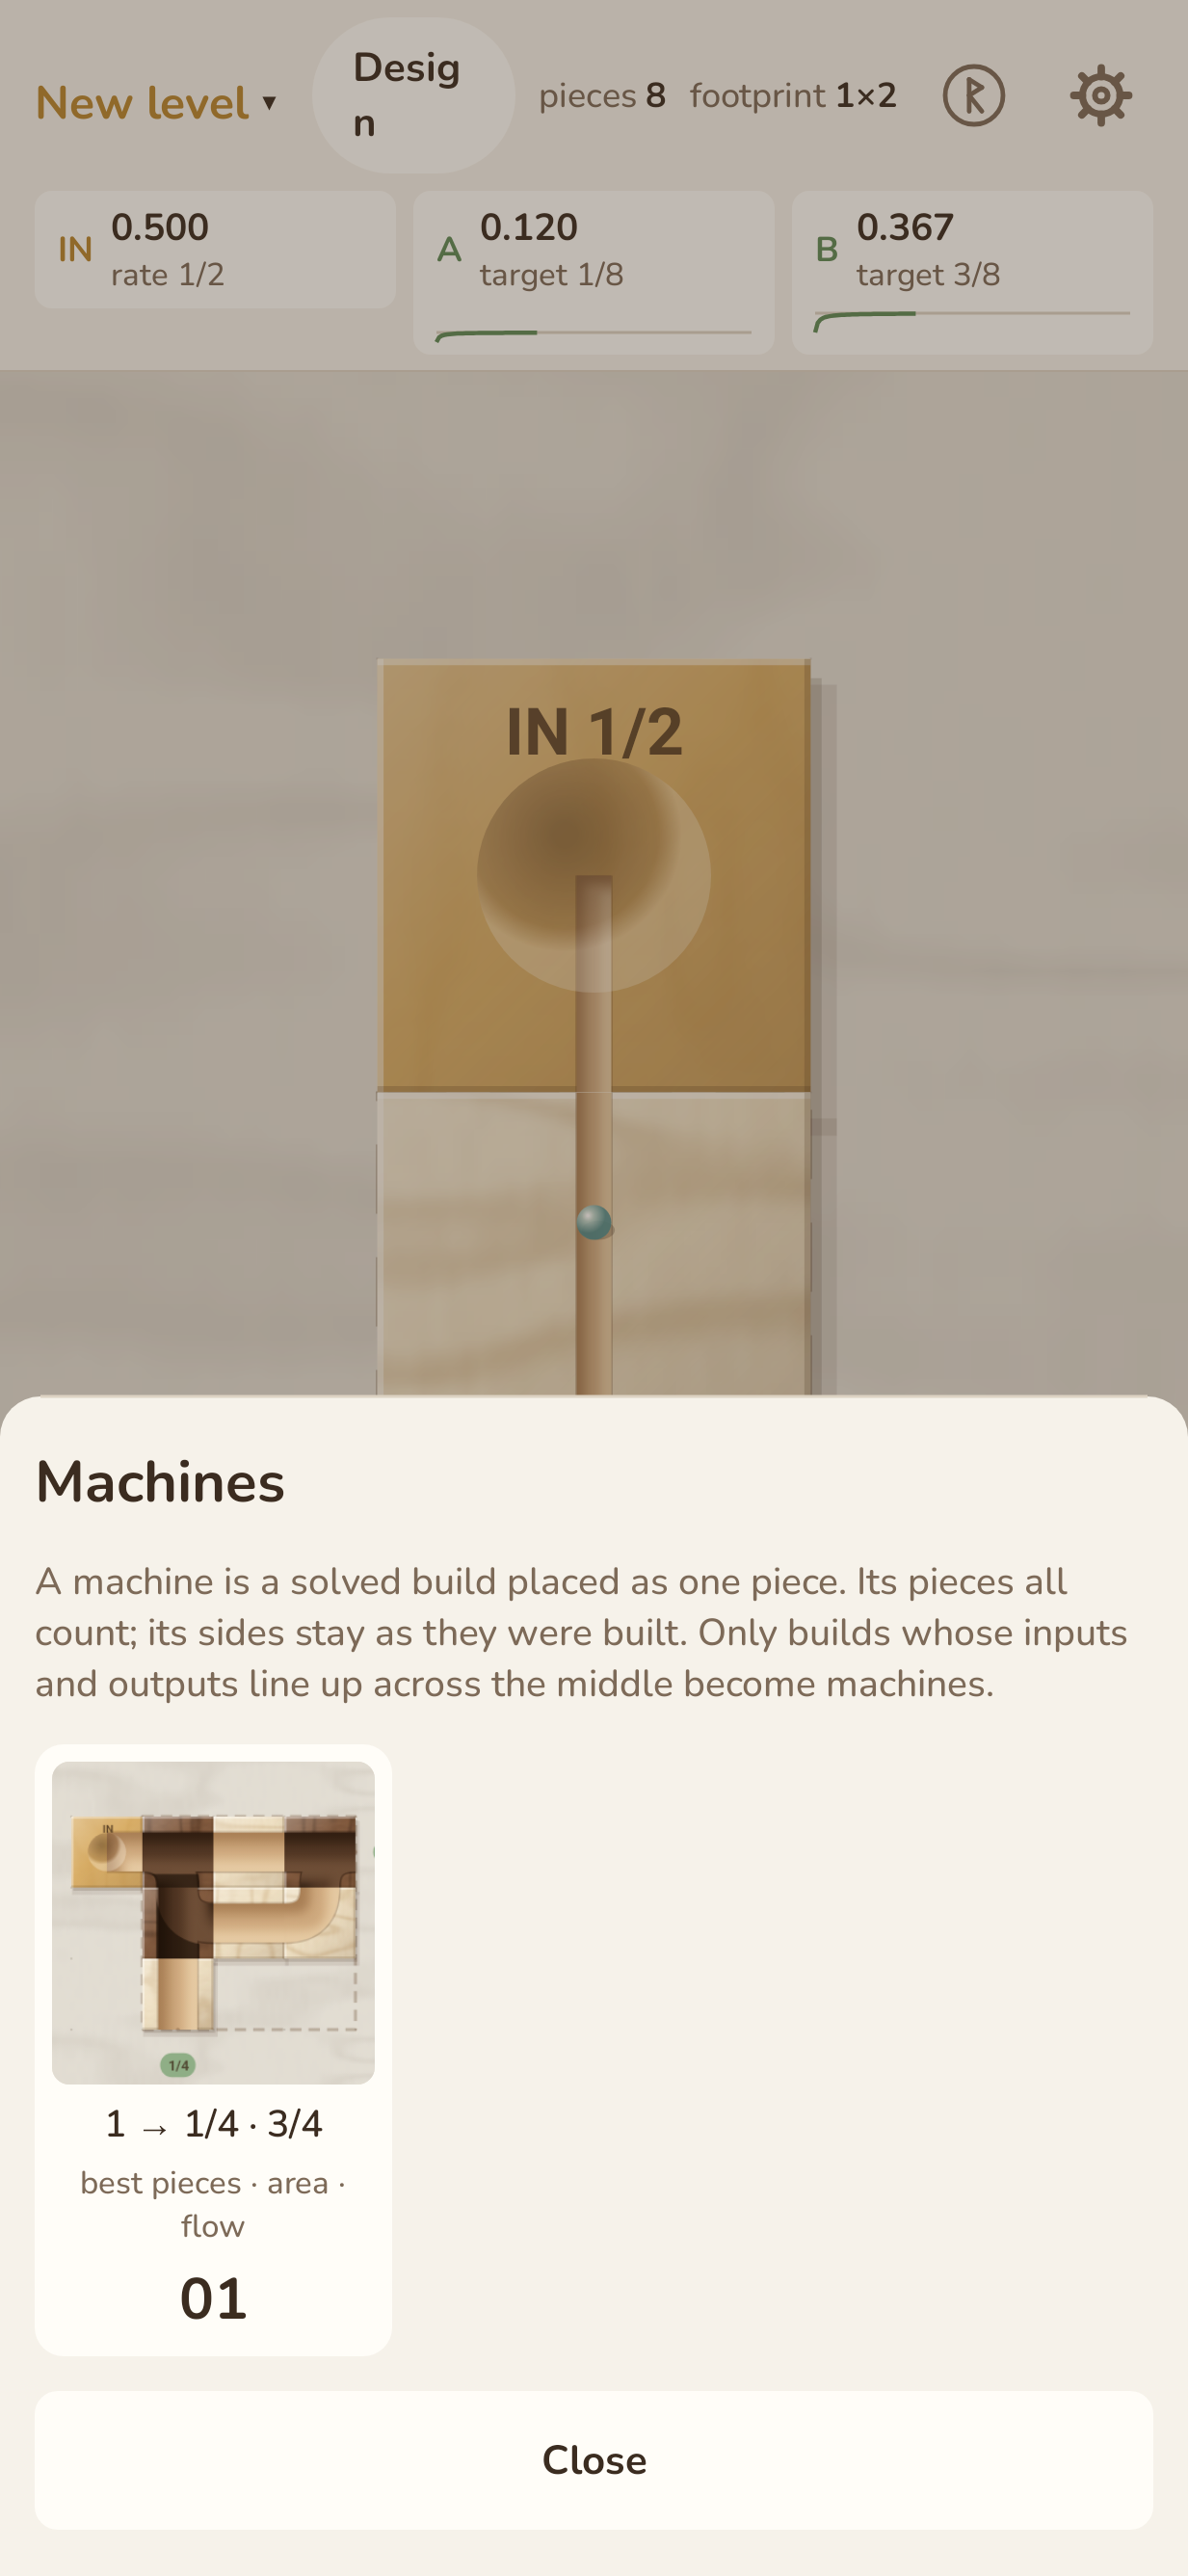 New level ▾
Desig
n
pieces 8 footprint 1×2
IN 0.500
rate 1/2
A 0.120
target 1/8
B 0.367
target 3/8
IN 1/2
Machines
A machine is a solved build placed as one piece. Its pieces all
count; its sides stay as they were built. Only builds whose inputs
and outputs line up across the middle become machines.
IN
1/4
1 → 1/4 · 3/4
best pieces · area ·
flow
01
Close